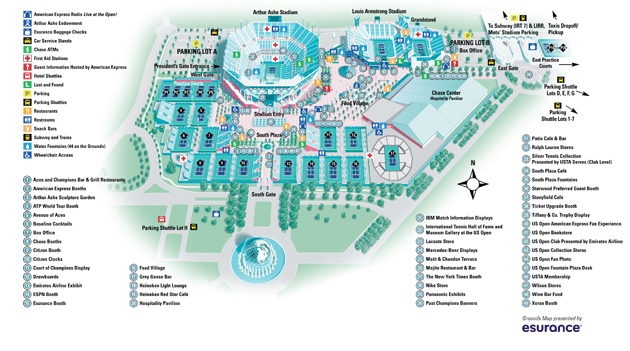 American Express Radio Live at the Open!
Arthur Ashe Endowment
Esurance Baggage Checks
Car Service Stands
Chase ATMs
First Aid Stations
Guest Information Hosted by American Express
Hotel Shuttles
Lost and Found
Parking
Parking Shuttles
Restaurants
Restrooms
Snack Bars
Subway and Trains
Water Fountains (44 on the Grounds)
Wheelchair Access
Aces and Champions Bar & Grill Restaurants
American Express Booths
Arthur Ashe Sculpture Garden
ATP World Tour Booth
Avenue of Aces
Baseline Cocktails
Box Office
Chase Booths
Citizen Booth
Citizen Clocks
Court of Champions Display
Drawboards
Emirates Airline Exhibit
ESPN Booth
Esurance Booth
Food Village
Grey Goose Bar
Heineken Light Lounge
Heineken Red Star Cafe
Hospitality Pavilion
Arthur Ashe Stadium
Louis Armstrong Stadium
Grandstand
PARKING LOT A
President's Gate Entrance
West Gate
Stadium Entry
South Plaza
Food Village
South Gate
Parking Shuttle Lot H
PARKING LOT B
Box Office
Chase Center
Hospitality Pavilion
East Gate
To Subway (IRT 7) & LIRR,
Mets' Stadium Parking
Taxis Dropoff/
Pickup
East Practice
Courts
Parking Shuttle
Lots D, E, F, G
Parking
Shuttle Lots 1-7
N
IBM Match Information Displays
International Tennis Hall of Fame and
Museum Gallery at the US Open
Lacoste Store
Mercedes-Benz Displays
Moët & Chandon Terrace
Mojito Restaurant & Bar
The New York Times Booth
Nike Store
Panasonic Exhibits
Past Champions Banners
Patio Café & Bar
Ralph Lauren Stores
Silver Tennis Collection
Presented by USTA Serves (Club Level)
South Plaza Café
South Plaza Fountains
Starwood Preferred Guest Booth
Stonyfield Café
Ticket Upgrade Booth
Tiffany & Co. Trophy Display
US Open American Express Fan Experience
US Open Bookstore
US Open Club Presented by Emirates Airline
US Open Collection Stores
US Open Fan Photo
US Open Fountain Plaza Desk
USTA Membership
Wilson Stores
Wine Bar Food
Xerox Booth
Grounds Map presented by
esurance